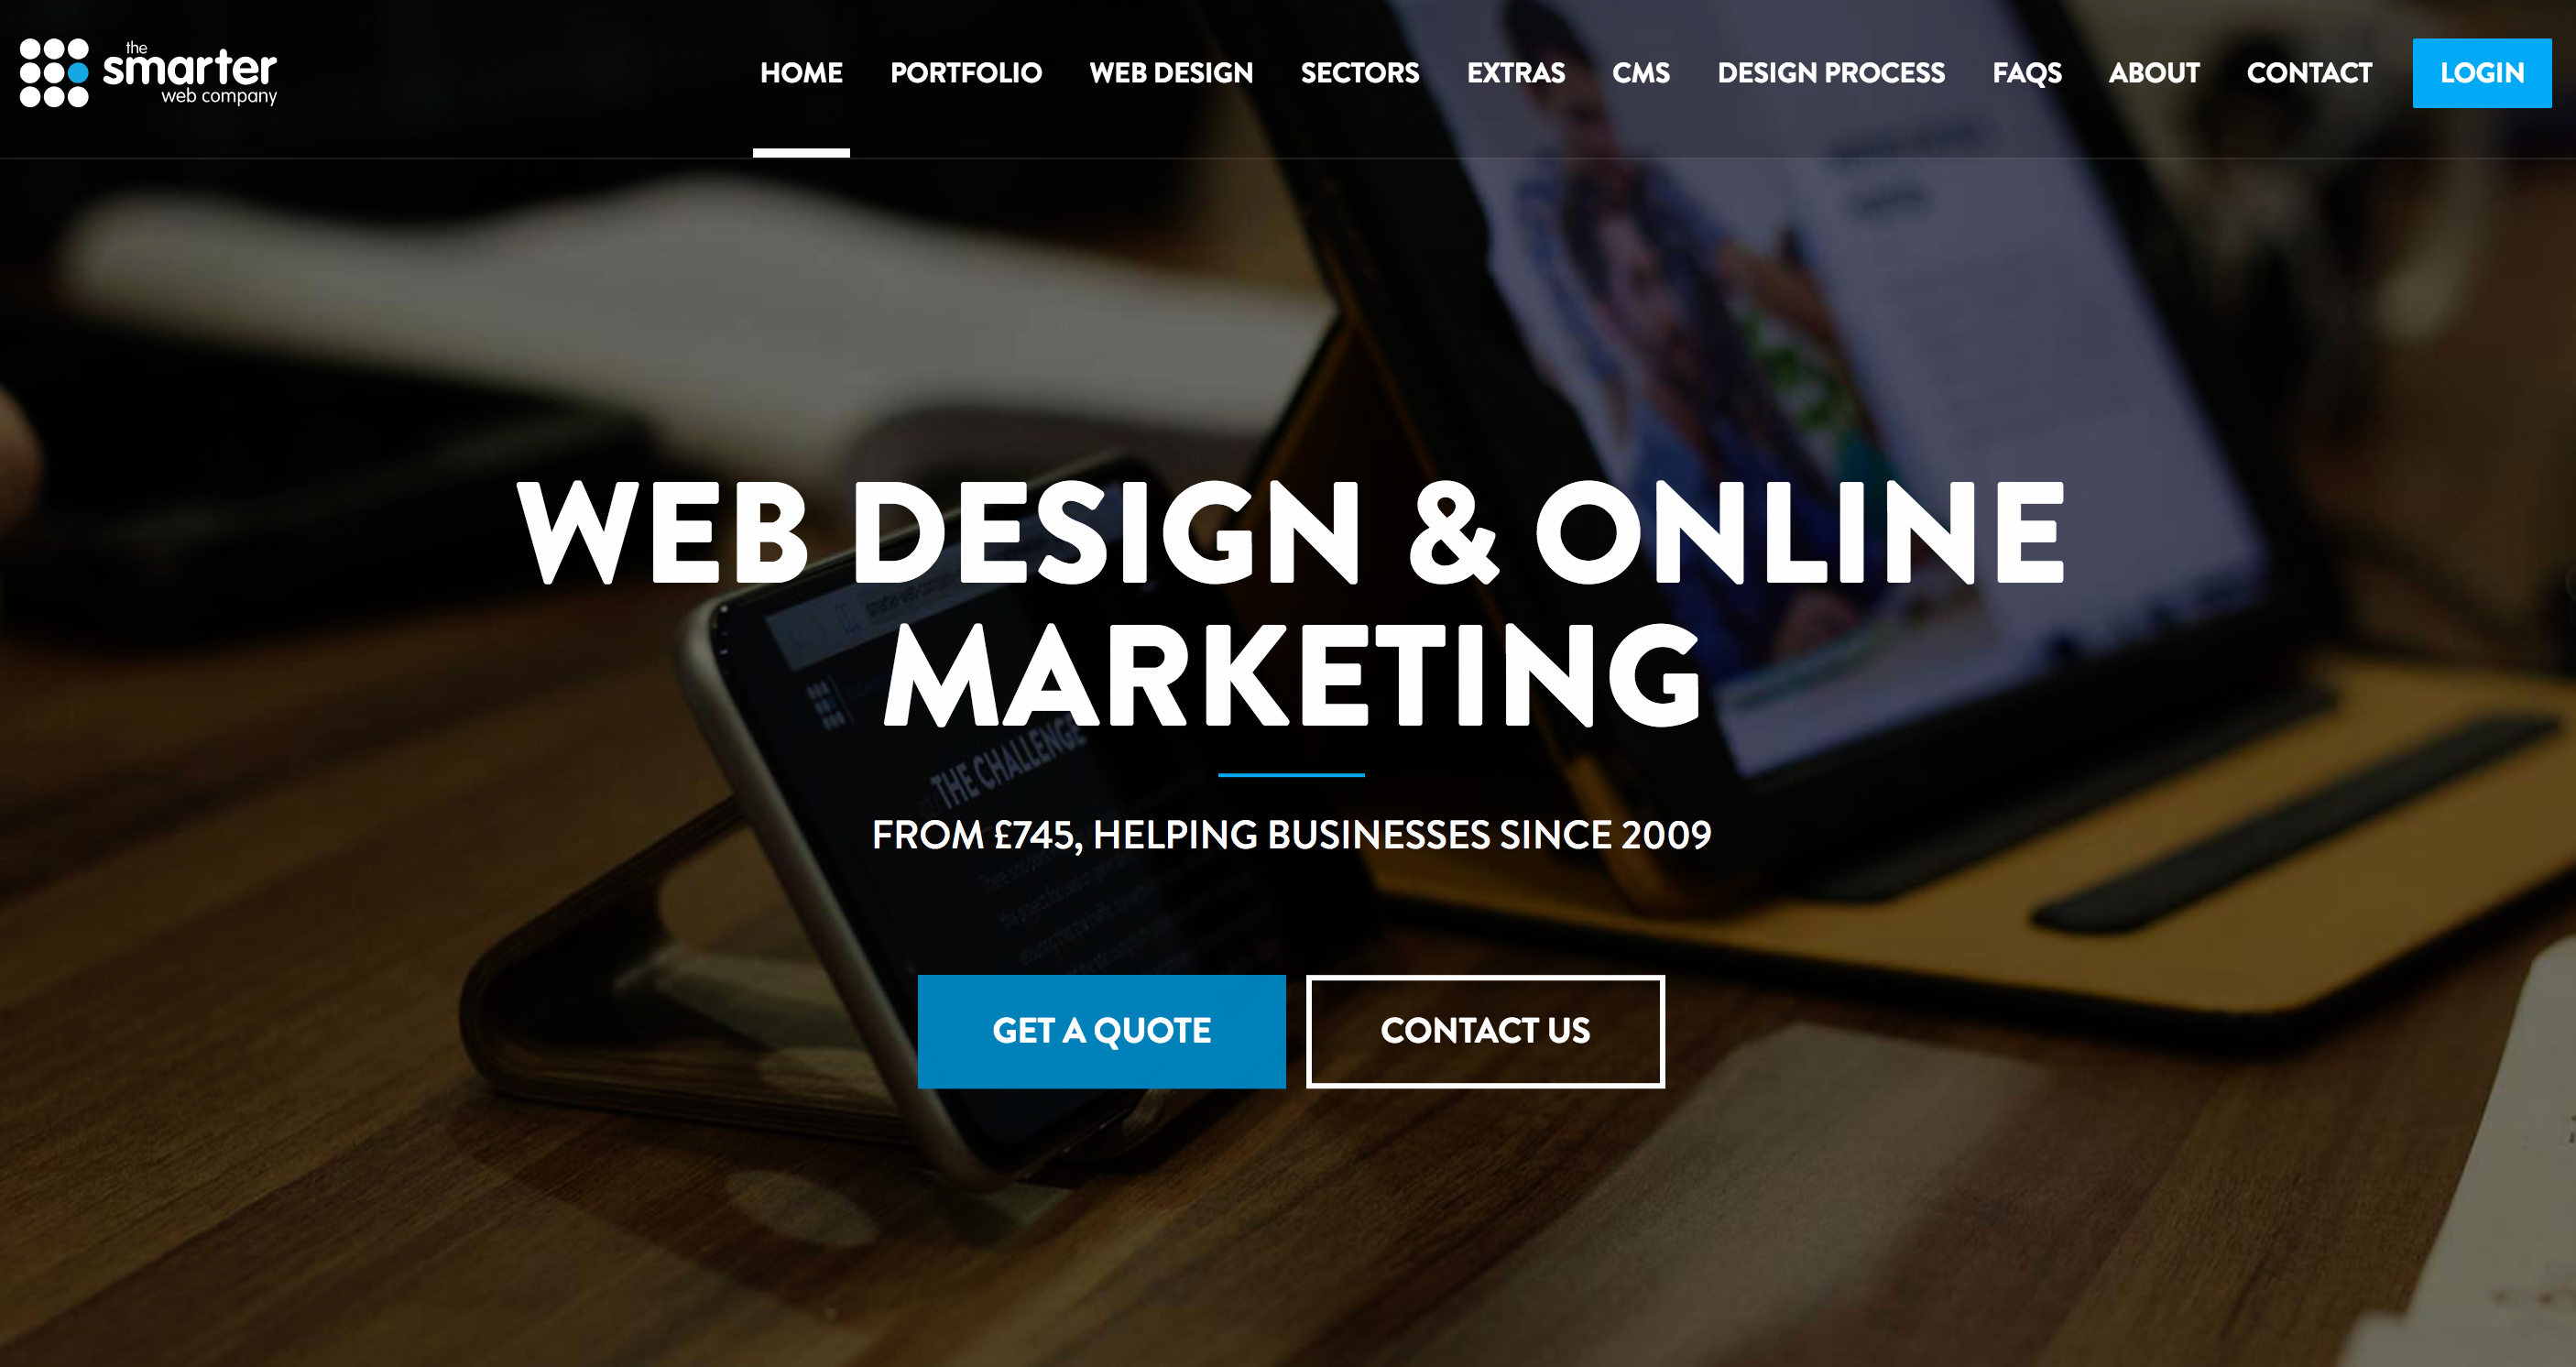 the
smarter
web company
HOME
PORTFOLIO
WEB DESIGN
SECTORS
EXTRAS
CMS
DESIGN PROCESS
FAQS
ABOUT
CONTACT
LOGIN
WEB DESIGN & ONLINE
MARKETING
THE CHALLENGE
FROM £745, HELPING BUSINESSES SINCE 2009
GET A QUOTE
CONTACT US